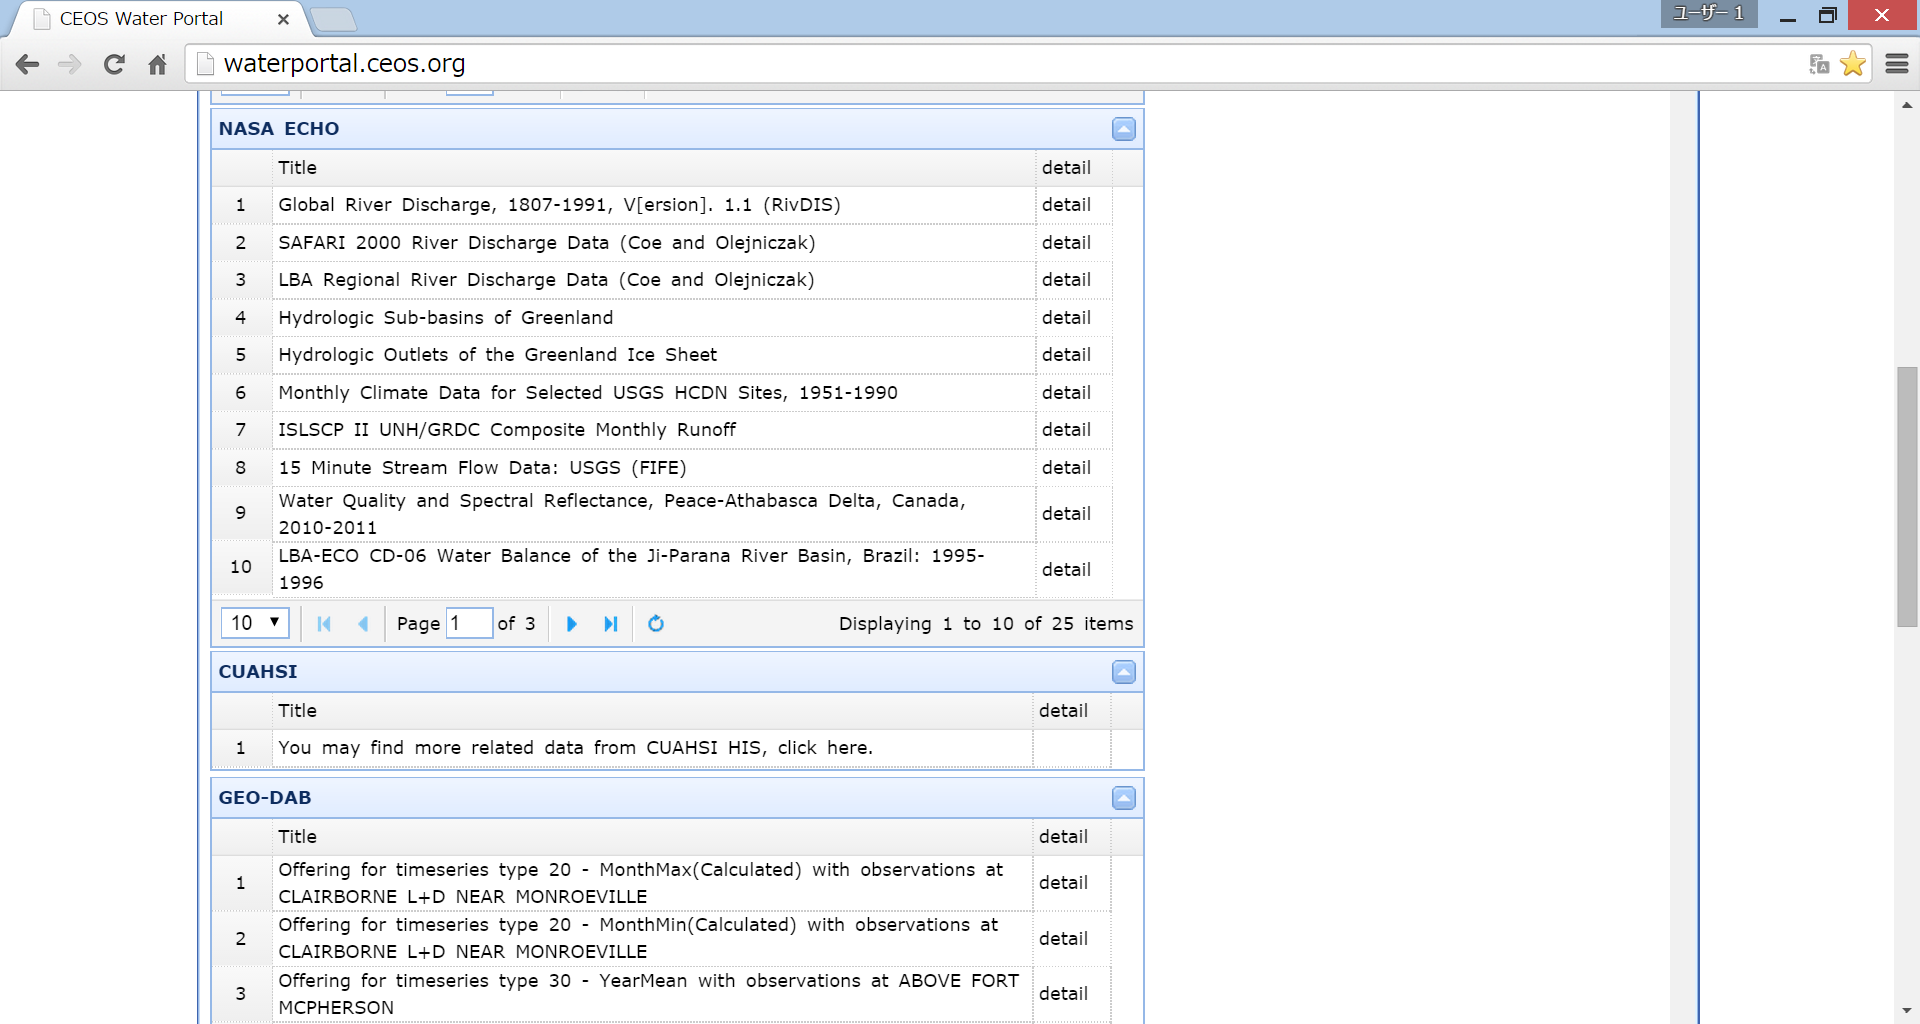 CEOS Water Portal
ユーザー 1
waterportal.ceos.org
NASA ECHO
Title detail
1 Global River Discharge, 1807-1991, V[ersion]. 1.1 (RivDIS) detail
2 SAFARI 2000 River Discharge Data (Coe and Olejniczak) detail
3 LBA Regional River Discharge Data (Coe and Olejniczak) detail
4 Hydrologic Sub-basins of Greenland detail
5 Hydrologic Outlets of the Greenland Ice Sheet detail
6 Monthly Climate Data for Selected USGS HCDN Sites, 1951-1990 detail
7 ISLSCP II UNH/GRDC Composite Monthly Runoff detail
8 15 Minute Stream Flow Data: USGS (FIFE) detail
9 Water Quality and Spectral Reflectance, Peace-Athabasca Delta, Canada,
2010-2011 detail
10 LBA-ECO CD-06 Water Balance of the Ji-Parana River Basin, Brazil: 1995-
1996 detail
10 Page 1 of 3 Displaying 1 to 10 of 25 items
CUAHSI
Title detail
1 You may find more related data from CUAHSI HIS, click here.
GEO-DAB
Title detail
1 Offering for timeseries type 20 - MonthMax(Calculated) with observations at
CLAIRBORNE L+D NEAR MONROEVILLE detail
2 Offering for timeseries type 20 - MonthMin(Calculated) with observations at
CLAIRBORNE L+D NEAR MONROEVILLE detail
3 Offering for timeseries type 30 - YearMean with observations at ABOVE FORT
MCPHERSON detail